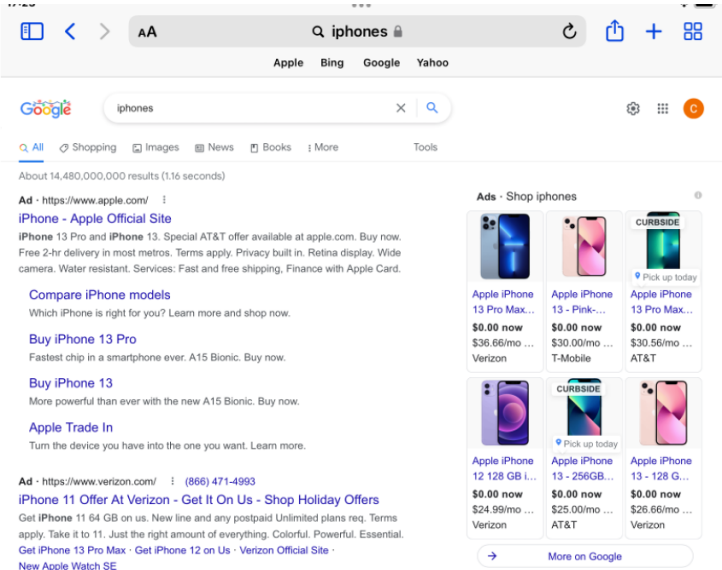 iphones
Apple Bing Google Yahoo
Google
iphones
All Shopping Images News Books More Tools
About 14,480,000,000 results (1.16 seconds)
Ad · https://www.apple.com/
iPhone - Apple Official Site
iPhone 13 Pro and iPhone 13. Special AT&T offer available at apple.com. Buy now.
Free 2-hr delivery in most metros. Terms apply. Privacy built in. Retina display. Wide
camera. Water resistant. Services: Fast and free shipping, Finance with Apple Card.
Compare iPhone models
Which iPhone is right for you? Learn more and shop now.
Buy iPhone 13 Pro
Fastest chip in a smartphone ever. A15 Bionic. Buy now.
Buy iPhone 13
More powerful than ever with the new A15 Bionic. Buy now.
Apple Trade In
Turn the device you have into the one you want. Learn more.
Ad · https://www.verizon.com/ (866) 471-4993
iPhone 11 Offer At Verizon - Get It On Us - Shop Holiday Offers
Get iPhone 11 64 GB on us. New line and any postpaid Unlimited plans req. Terms
apply. Take it to 11. Just the right amount of everything. Colorful. Powerful. Essential.
Get iPhone 13 Pro Max · Get iPhone 12 on Us · Verizon Official Site ·
New Apple Watch SE
AA
C
Ads · Shop iphones
CURBSIDE
Pick up today
Apple iPhone
13 Pro Max...
$0.00 now
$36.66/mo ...
Verizon
Apple iPhone
13 - Pink-...
$0.00 now
$30.00/mo ...
T-Mobile
Apple iPhone
13 Pro Max...
$0.00 now
$30.56/mo ...
AT&T
CURBSIDE
Pick up today
Apple iPhone
12 128 GB i...
$0.00 now
$24.99/mo ...
Verizon
Apple iPhone
13 - 256GB...
$0.00 now
$25.00/mo ...
AT&T
Apple iPhone
13 - 128 G...
$0.00 now
$26.66/mo ...
Verizon
More on Google